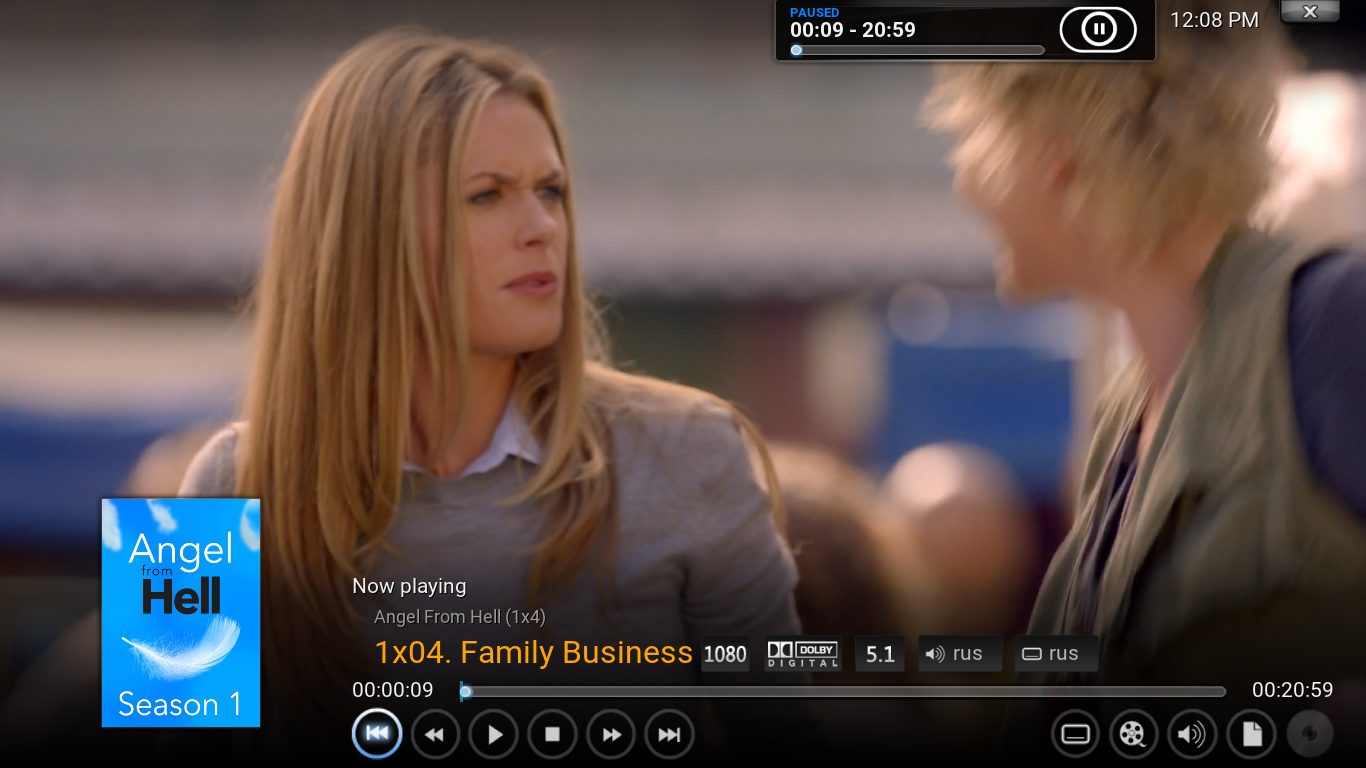 PAUSED
00:09 - 20:59
12:08 PM
Angel
from
Hell
Season 1
Now playing
Angel From Hell (1x4)
1x04. Family Business
1080
DOLBY
DIGITAL
5.1
rus
rus
00:00:09
00:20:59